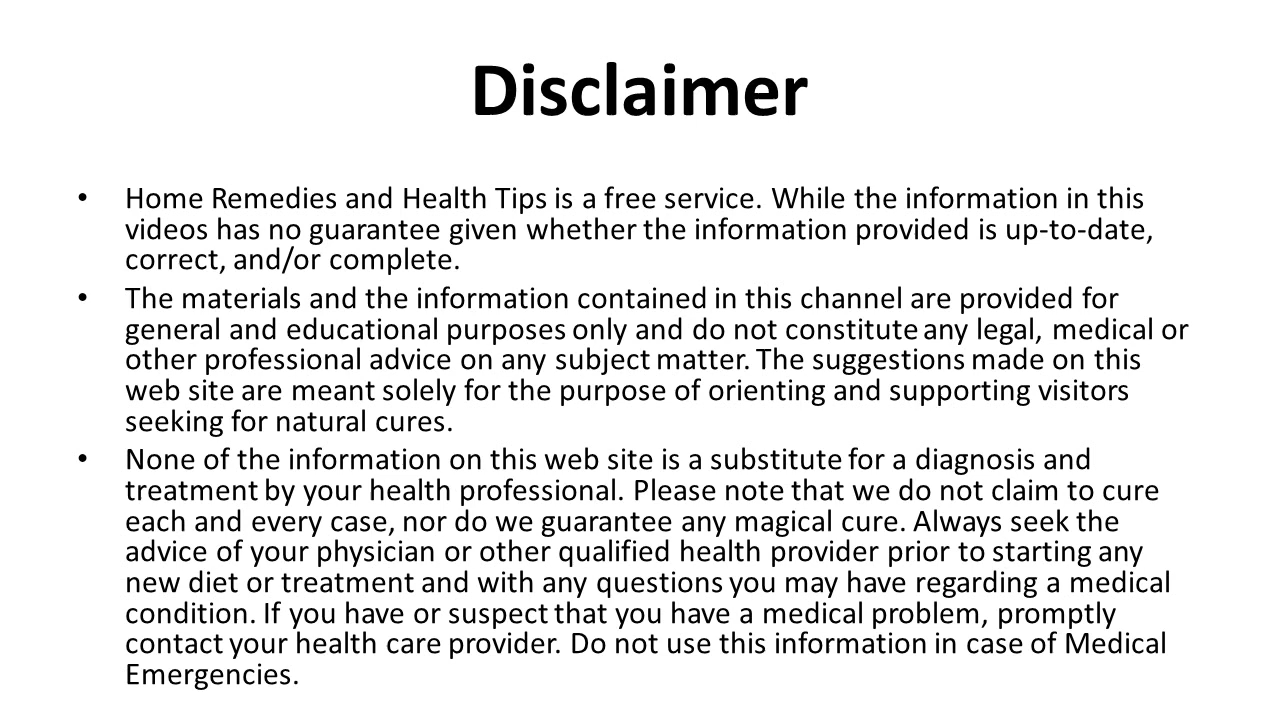 Disclaimer
• Home Remedies and Health Tips is a free service. While the information in this
videos has no guarantee given whether the information provided is up-to-date,
correct, and/or complete.
• The materials and the information contained in this channel are provided for
general and educational purposes only and do not constitute any legal, medical or
other professional advice on any subject matter. The suggestions made on this
web site are meant solely for the purpose of orienting and supporting visitors
seeking for natural cures.
• None of the information on this web site is a substitute for a diagnosis and
treatment by your health professional. Please note that we do not claim to cure
each and every case, nor do we guarantee any magical cure. Always seek the
advice of your physician or other qualified health provider prior to starting any
new diet or treatment and with any questions you may have regarding a medical
condition. If you have or suspect that you have a medical problem, promptly
contact your health care provider. Do not use this information in case of Medical
Emergencies.